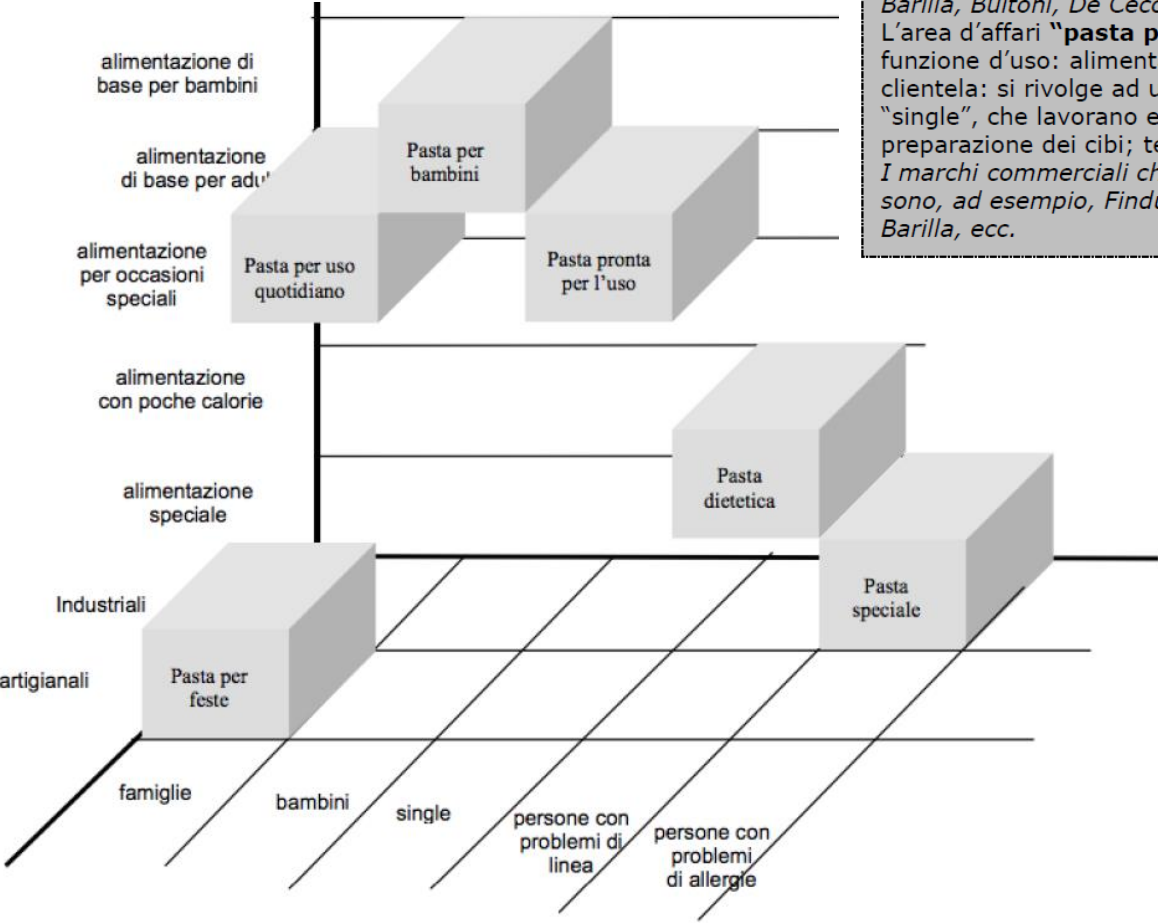 alimentazione di
base per bambini
alimentazione
di base per adul
alimentazione
per occasioni
speciali
alimentazione
con poche calorie
alimentazione
speciale
Industriali
artigianali
Pasta per
bambini
Pasta per uso
quotidiano
Pasta pronta
per l’uso
Pasta
dietetica
Pasta
speciale
Pasta per
feste
famiglie
bambini
single
persone con
problemi di
linea
persone con
problemi
di allergie
Barilla, Buitoni, De Cecc
L’area d’affari “pasta p
funzione d’uso: aliment
clientela: si rivolge ad u
“single”, che lavorano e
preparazione dei cibi; te
I marchi commerciali ch
sono, ad esempio, Findu
Barilla, ecc.